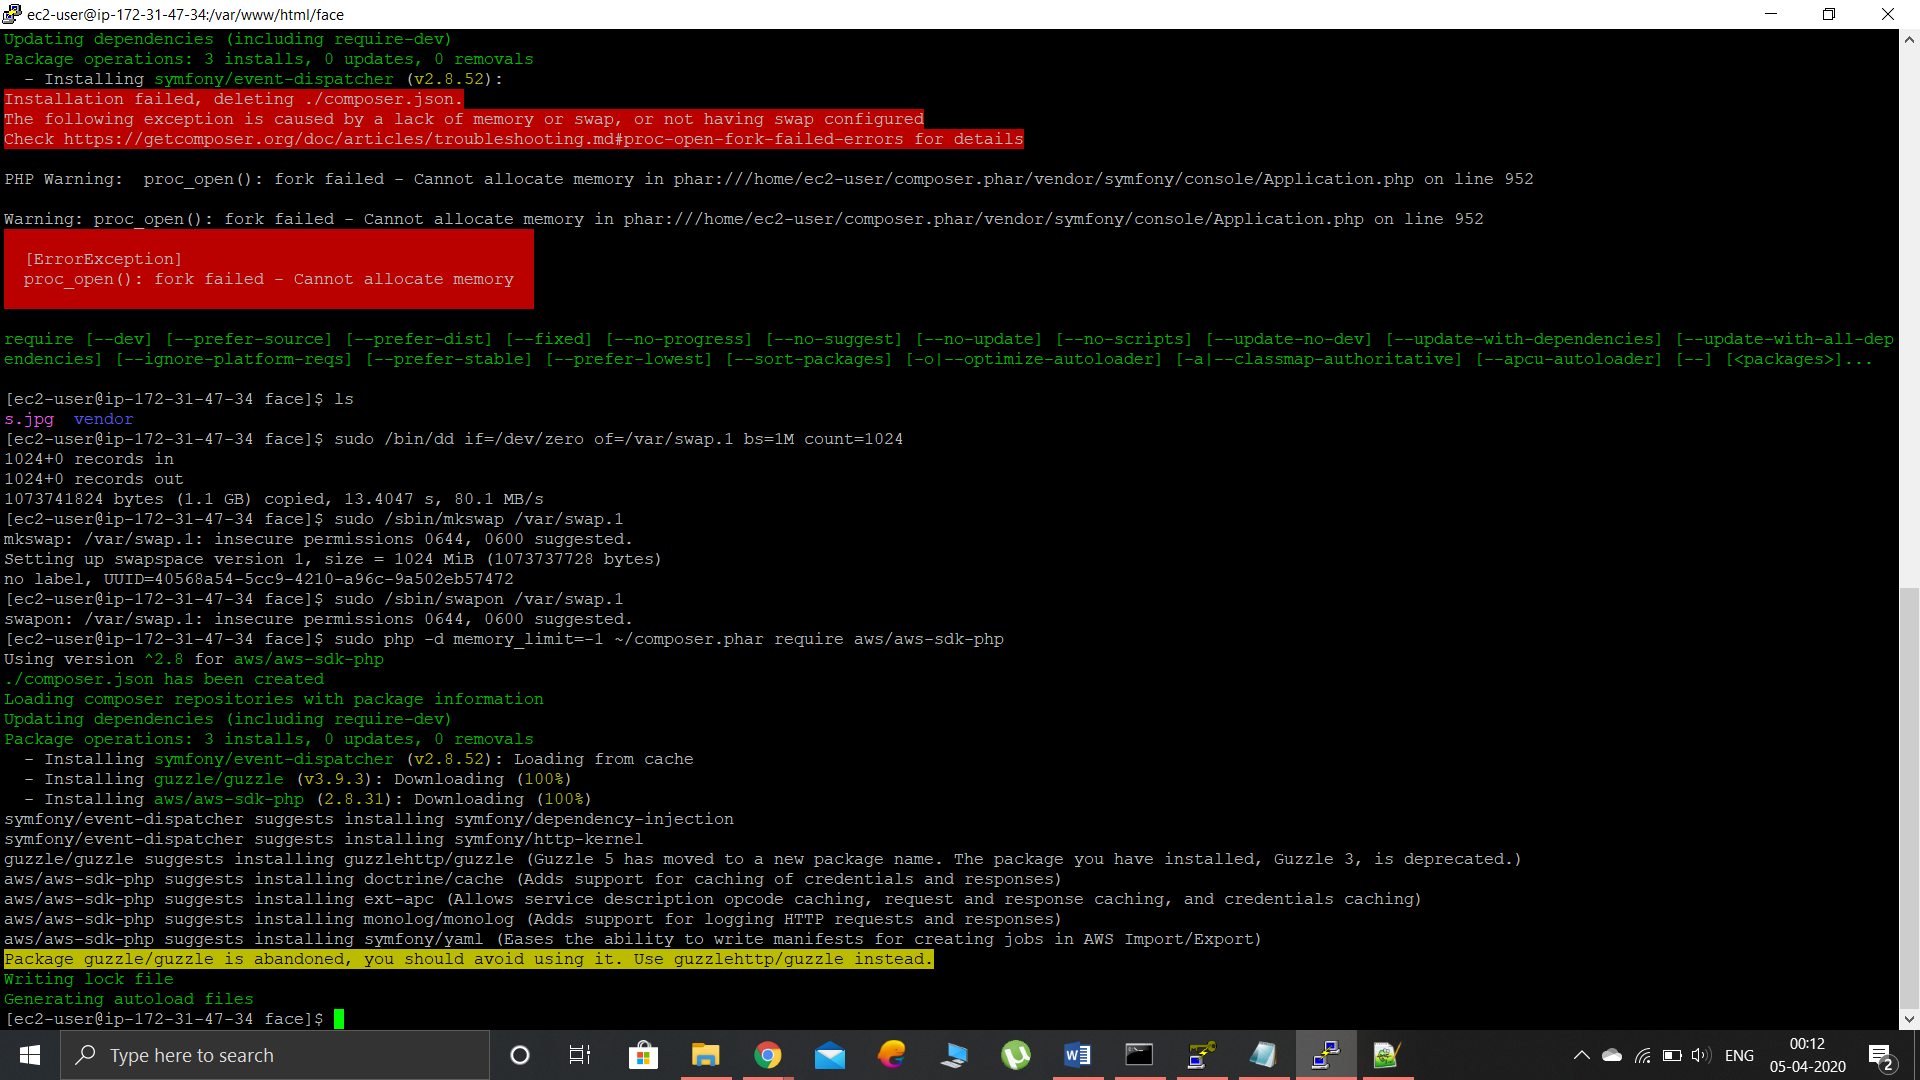 ec2-user@ip-172-31-47-34:/var/www/html/face
Updating dependencies (including require-dev)
Package operations: 3 installs, 0 updates, 0 removals
  - Installing symfony/event-dispatcher (v2.8.52):
Installation failed, deleting ./composer.json.
The following exception is caused by a lack of memory or swap, or not having swap configured
Check https://getcomposer.org/doc/articles/troubleshooting.md#proc-open-fork-failed-errors for details
PHP Warning:  proc_open(): fork failed - Cannot allocate memory in phar:///home/ec2-user/composer.phar/vendor/symfony/console/Application.php on line 952
Warning: proc_open(): fork failed - Cannot allocate memory in phar:///home/ec2-user/composer.phar/vendor/symfony/console/Application.php on line 952
[ErrorException]
proc_open(): fork failed - Cannot allocate memory
require [--dev] [--prefer-source] [--prefer-dist] [--fixed] [--no-progress] [--no-suggest] [--no-update] [--no-scripts] [--update-no-dev] [--update-with-dependencies] [--update-with-all-dep
endencies] [--ignore-platform-reqs] [--prefer-stable] [--prefer-lowest] [--sort-packages] [-o|--optimize-autoloader] [-a|--classmap-authoritative] [--apcu-autoloader] [--] [<packages>]...
[ec2-user@ip-172-31-47-34 face]$ ls
s.jpg  vendor
[ec2-user@ip-172-31-47-34 face]$ sudo /bin/dd if=/dev/zero of=/var/swap.1 bs=1M count=1024
1024+0 records in
1024+0 records out
1073741824 bytes (1.1 GB) copied, 13.4047 s, 80.1 MB/s
[ec2-user@ip-172-31-47-34 face]$ sudo /sbin/mkswap /var/swap.1
mkswap: /var/swap.1: insecure permissions 0644, 0600 suggested.
Setting up swapspace version 1, size = 1024 MiB (1073737728 bytes)
no label, UUID=40568a54-5cc9-4210-a96c-9a502eb57472
[ec2-user@ip-172-31-47-34 face]$ sudo /sbin/swapon /var/swap.1
swapon: /var/swap.1: insecure permissions 0644, 0600 suggested.
[ec2-user@ip-172-31-47-34 face]$ sudo php -d memory_limit=-1 ~/composer.phar require aws/aws-sdk-php
Using version ^2.8 for aws/aws-sdk-php
./composer.json has been created
Loading composer repositories with package information
Updating dependencies (including require-dev)
Package operations: 3 installs, 0 updates, 0 removals
  - Installing symfony/event-dispatcher (v2.8.52): Loading from cache
  - Installing guzzle/guzzle (v3.9.3): Downloading (100%)
  - Installing aws/aws-sdk-php (2.8.31): Downloading (100%)
symfony/event-dispatcher suggests installing symfony/dependency-injection
symfony/event-dispatcher suggests installing symfony/http-kernel
guzzle/guzzle suggests installing guzzlehttp/guzzle (Guzzle 5 has moved to a new package name. The package you have installed, Guzzle 3, is deprecated.)
aws/aws-sdk-php suggests installing doctrine/cache (Adds support for caching of credentials and responses)
aws/aws-sdk-php suggests installing ext-apc (Allows service description opcode caching, request and response caching, and credentials caching)
aws/aws-sdk-php suggests installing monolog/monolog (Adds support for logging HTTP requests and responses)
aws/aws-sdk-php suggests installing symfony/yaml (Eases the ability to write manifests for creating jobs in AWS Import/Export)
Package guzzle/guzzle is abandoned, you should avoid using it. Use guzzlehttp/guzzle instead.
Writing lock file
Generating autoload files
[ec2-user@ip-172-31-47-34 face]$
Type here to search
ENG
00:12
05-04-2020
2